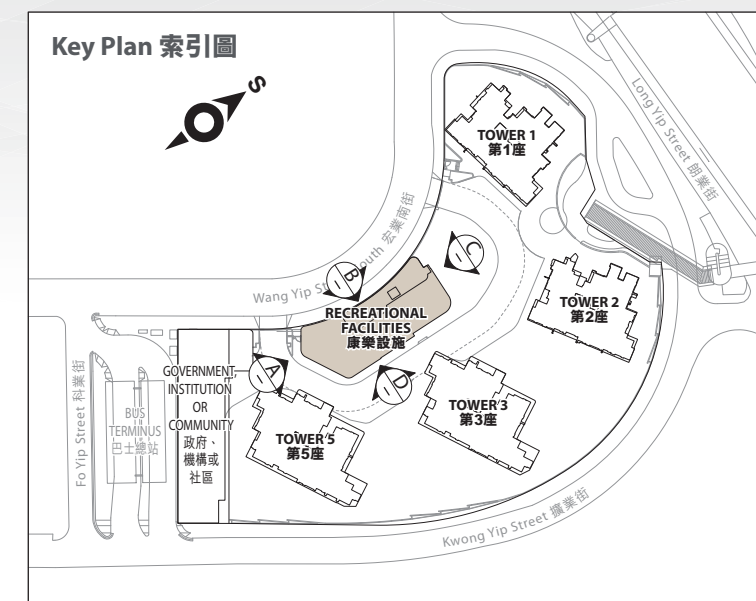 Key Plan 索引圖
S
TOWER 1
第1座
Long Yip Street 朗業街
Wang Yip Street South 宏業南街
B
C
RECREATIONAL
FACILITIES
康樂設施
TOWER 2
第2座
A
D
GOVERNMENT,
INSTITUTION
OR
COMMUNITY
政府、
機構或
社區
TOWER 3
第3座
TOWER 5
第5座
Fo Yip Street 科業街
BUS
TERMINUS
巴士總站
Kwong Yip Street 擴業街